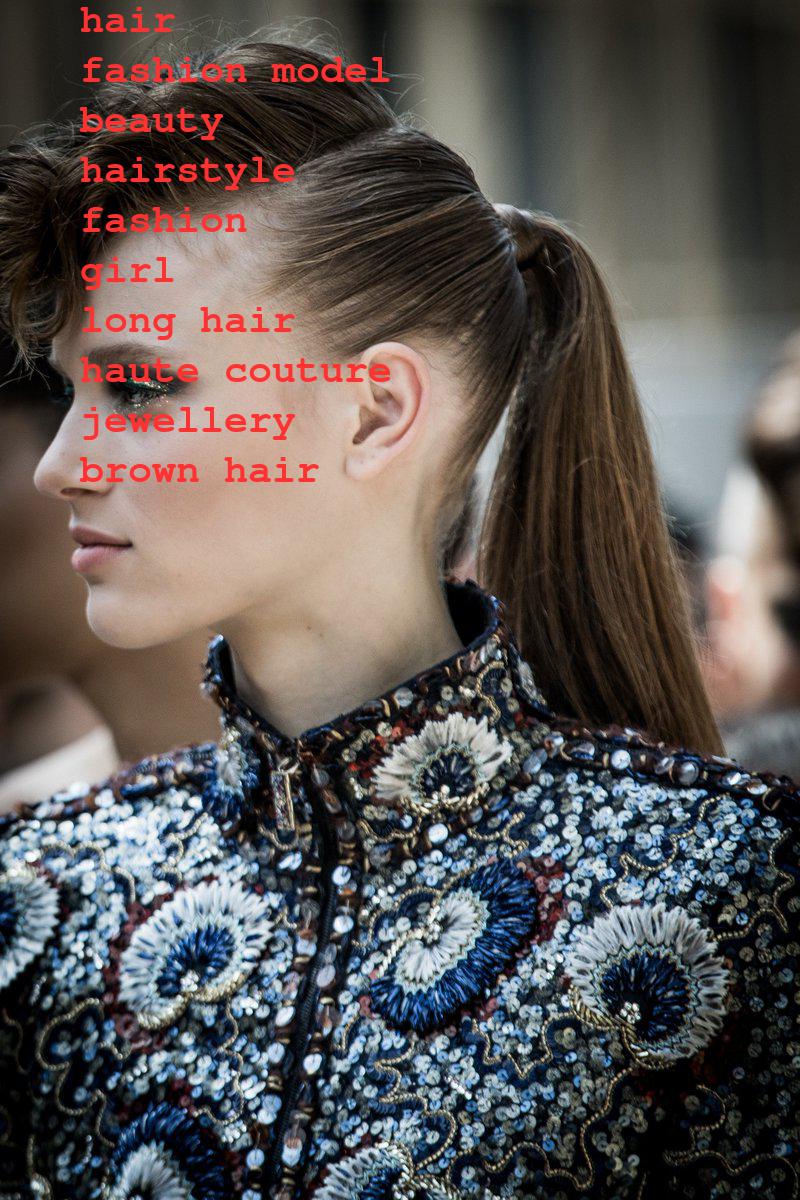 hair
fashion model
beauty
hairstyle
fashion
girl
long hair
haute couture
jewellery
brown hair